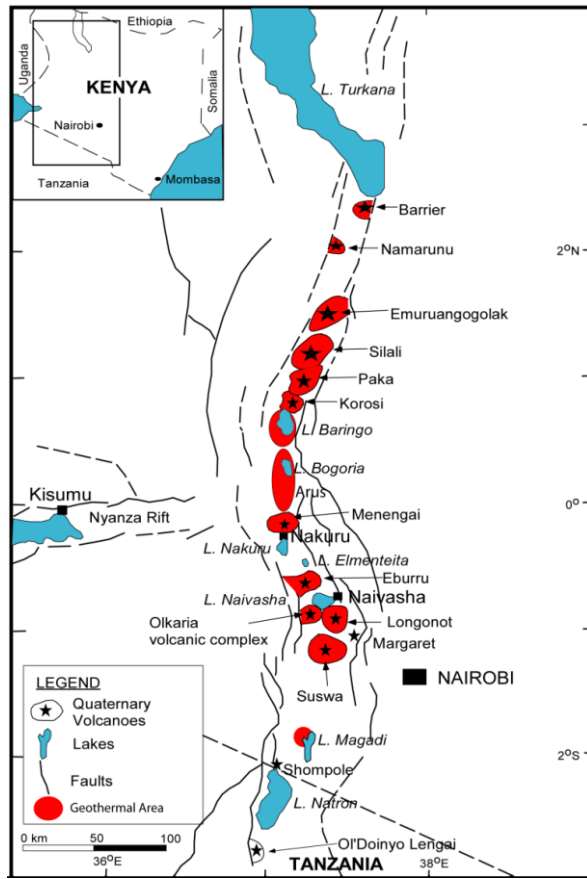 Ethiopia
Uganda
KENYA
Somalia
Nairobi
Tanzania
Mombasa
L. Turkana
Barrier
Namarunu
2°N
Emuruangogolak
Silali
Paka
Korosi
L. Baringo
L. Bogoria
Arus
Kisumu
Nyanza Rift
Menengai
0°
Nakuru
L. Nakuru
L. Elmenteita
Eburru
L. Naivasha
Naivasha
Olkaria
volcanic complex
Longonot
Margaret
NAIROBI
Suswa
LEGEND
Quaternary
Volcanoes
Lakes
Faults
Geothermal Area
L. Magadi
2°S
Shompole
L. Natron
0 km 50 100
Ol'Doinyo Lengai
TANZANIA
36°E
38°E